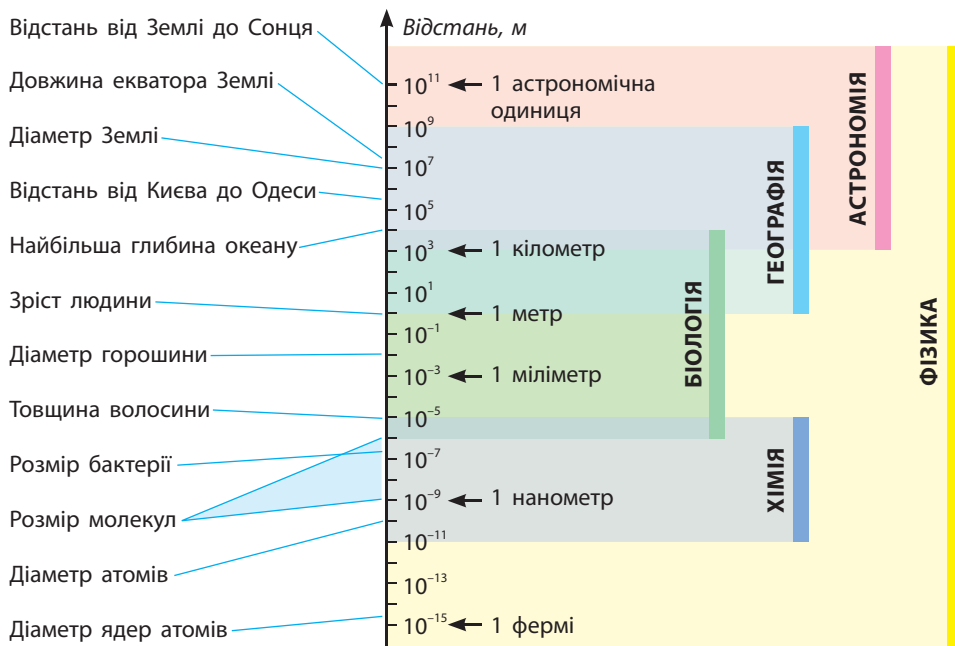 Відстань від Землі до Сонця
Довжина екватора Землі
Діаметр Землі
Відстань від Києва до Одеси
Найбільша глибина океану
Зріст людини
Діаметр горошини
Товщина волосини
Розмір бактерії
Розмір молекул
Діаметр атомів
Діаметр ядер атомів
Відстань, м
10¹¹
10⁹
10⁷
10⁵
10³
10¹
10⁻¹
10⁻³
10⁻⁵
10⁻⁷
10⁻⁹
10⁻¹¹
10⁻¹³
10⁻¹⁵
1 астрономічна
одиниця
1 кілометр
1 метр
1 міліметр
1 нанометр
1 фермі
БІОЛОГІЯ
ГЕОГРАФІЯ
ХІМІЯ
АСТРОНОМІЯ
ФІЗИКА